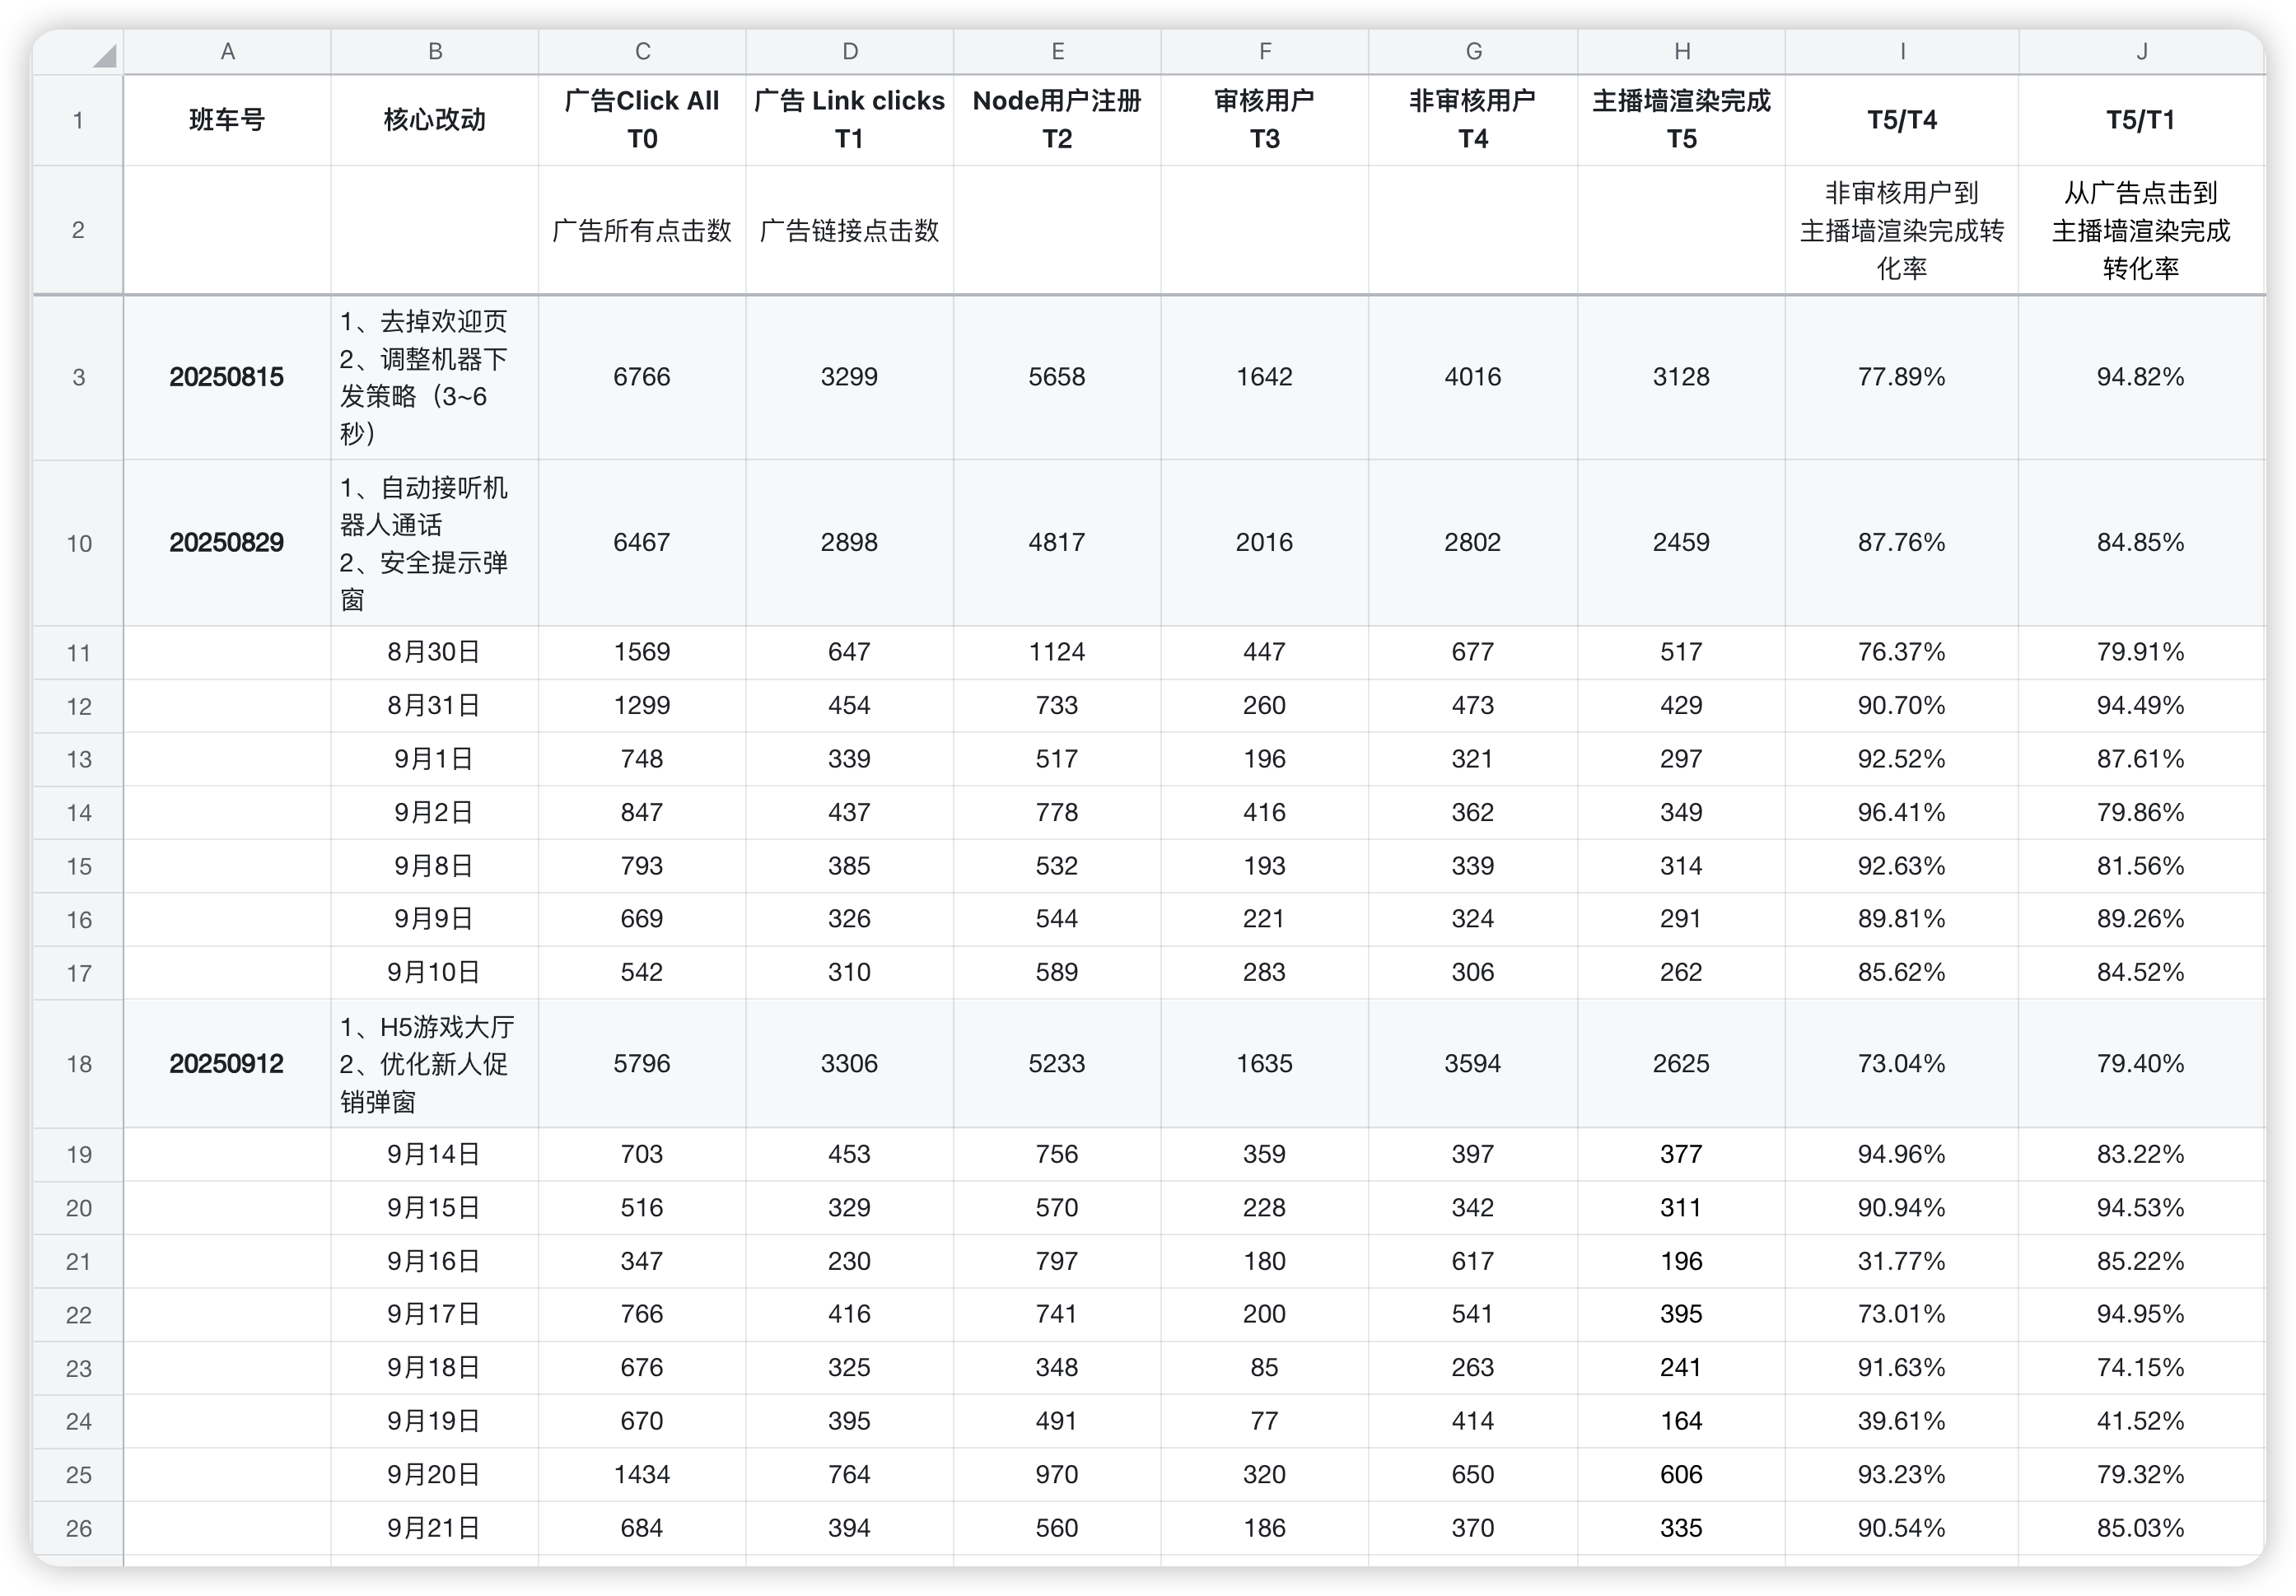 A B C D E F G H I J
1 班车号 核心改动 广告Click All T0 广告 Link clicks T1 Node用户注册 T2 审核用户 T3 非审核用户 T4 主播墙渲染完成 T5 T5/T4 T5/T1
2 广告所有点击数 广告链接点击数 非审核用户到主播墙渲染完成转化率 从广告点击到主播墙渲染完成转化率
3 20250815 1、去掉欢迎页 2、调整机器下发策略（3~6秒） 6766 3299 5658 1642 4016 3128 77.89% 94.82%
10 20250829 1、自动接听机器人通话 2、安全提示弹窗 6467 2898 4817 2016 2802 2459 87.76% 84.85%
11 8月30日 1569 647 1124 447 677 517 76.37% 79.91%
12 8月31日 1299 454 733 260 473 429 90.70% 94.49%
13 9月1日 748 339 517 196 321 297 92.52% 87.61%
14 9月2日 847 437 778 416 362 349 96.41% 79.86%
15 9月8日 793 385 532 193 339 314 92.63% 81.56%
16 9月9日 669 326 544 221 324 291 89.81% 89.26%
17 9月10日 542 310 589 283 306 262 85.62% 84.52%
18 20250912 1、H5游戏大厅 2、优化新人促销弹窗 5796 3306 5233 1635 3594 2625 73.04% 79.40%
19 9月14日 703 453 756 359 397 377 94.96% 83.22%
20 9月15日 516 329 570 228 342 311 90.94% 94.53%
21 9月16日 347 230 797 180 617 196 31.77% 85.22%
22 9月17日 766 416 741 200 541 395 73.01% 94.95%
23 9月18日 676 325 348 85 263 241 91.63% 74.15%
24 9月19日 670 395 491 77 414 164 39.61% 41.52%
25 9月20日 1434 764 970 320 650 606 93.23% 79.32%
26 9月21日 684 394 560 186 370 335 90.54% 85.03%